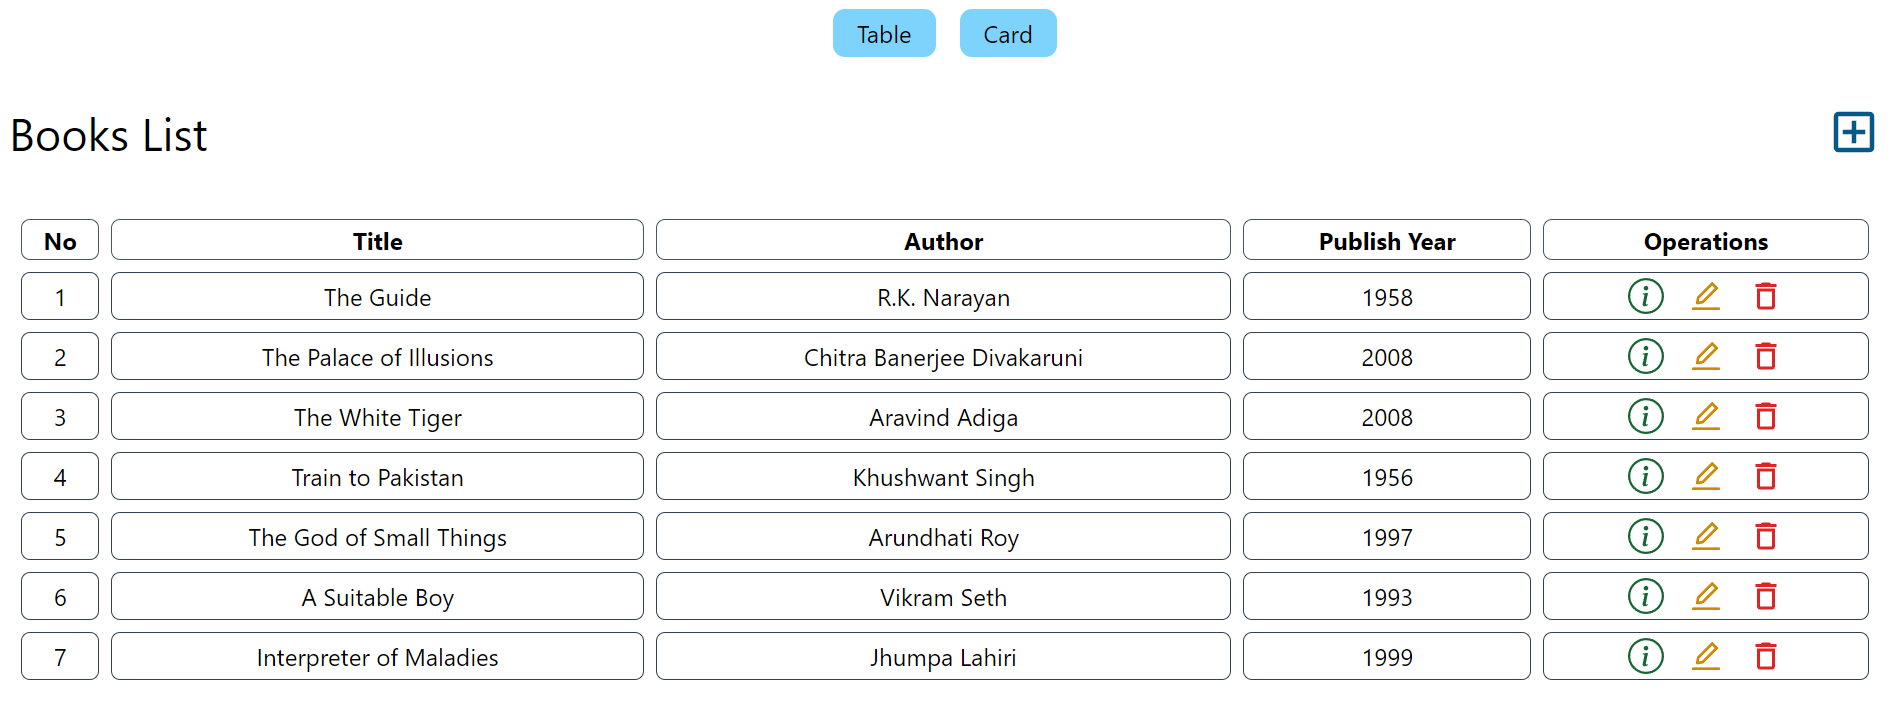 Table Card
Books List
No Title Author Publish Year Operations
1 The Guide R.K. Narayan 1958
2 The Palace of Illusions Chitra Banerjee Divakaruni 2008
3 The White Tiger Aravind Adiga 2008
4 Train to Pakistan Khushwant Singh 1956
5 The God of Small Things Arundhati Roy 1997
6 A Suitable Boy Vikram Seth 1993
7 Interpreter of Maladies Jhumpa Lahiri 1999